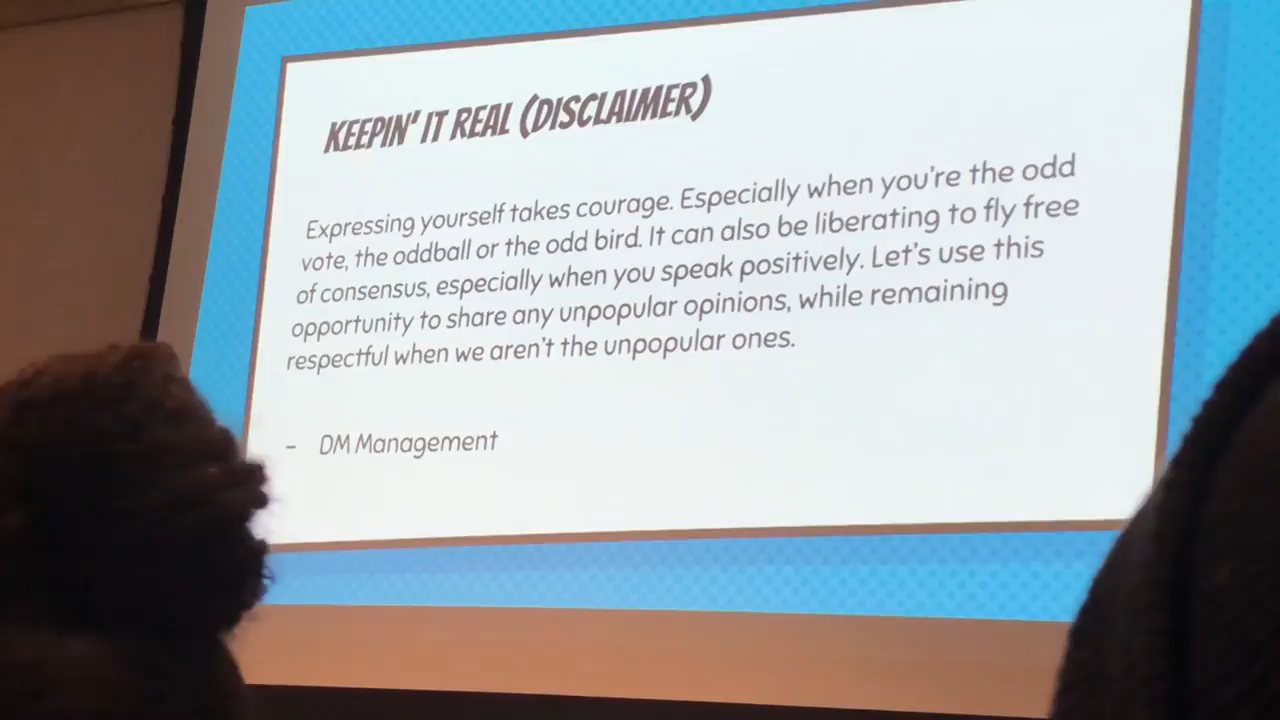 KEEPIN' IT REAL (DISCLAIMER)
Expressing yourself takes courage. Especially when you're the odd
vote, the oddball or the odd bird. It can also be liberating to fly free
of consensus, especially when you speak positively. Let's use this
opportunity to share any unpopular opinions, while remaining
respectful when we aren't the unpopular ones.
- DM Management